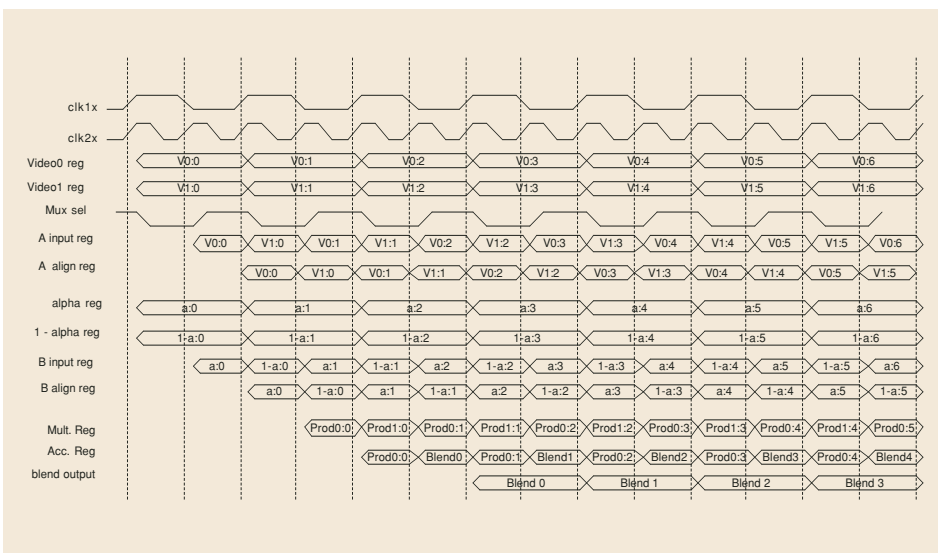 clk1x
clk2x
Video0 reg V0:0 V0:1 V0:2 V0:3 V0:4 V0:5 V0:6
Video1 reg V1:0 V1:1 V1:2 V1:3 V1:4 V1:5 V1:6
Mux sel
A input reg V0:0 V1:0 V0:1 V1:1 V0:2 V1:2 V0:3 V1:3 V0:4 V1:4 V0:5 V1:5 V0:6
A align reg V0:0 V1:0 V0:1 V1:1 V0:2 V1:2 V0:3 V1:3 V0:4 V1:4 V0:5 V1:5
alpha reg a:0 a:1 a:2 a:3 a:4 a:5 a:6
1 - alpha reg 1-a:0 1-a:1 1-a:2 1-a:3 1-a:4 1-a:5 1-a:6
B input reg a:0 1-a:0 a:1 1-a:1 a:2 1-a:2 a:3 1-a:3 a:4 1-a:4 a:5 1-a:5 a:6
B align reg a:0 1-a:0 a:1 1-a:1 a:2 1-a:2 a:3 1-a:3 a:4 1-a:4 a:5 1-a:5
Mult. Reg Prod0:0 Prod1:0 Prod0:1 Prod1:1 Prod0:2 Prod1:2 Prod0:3 Prod1:3 Prod0:4 Prod1:4 Prod0:5
Acc. Reg Prod0:0 Blend0 Prod0:1 Blend1 Prod0:2 Blend2 Prod0:3 Blend3 Prod0:4 Blend4
blend output Blend 0 Blend 1 Blend 2 Blend 3